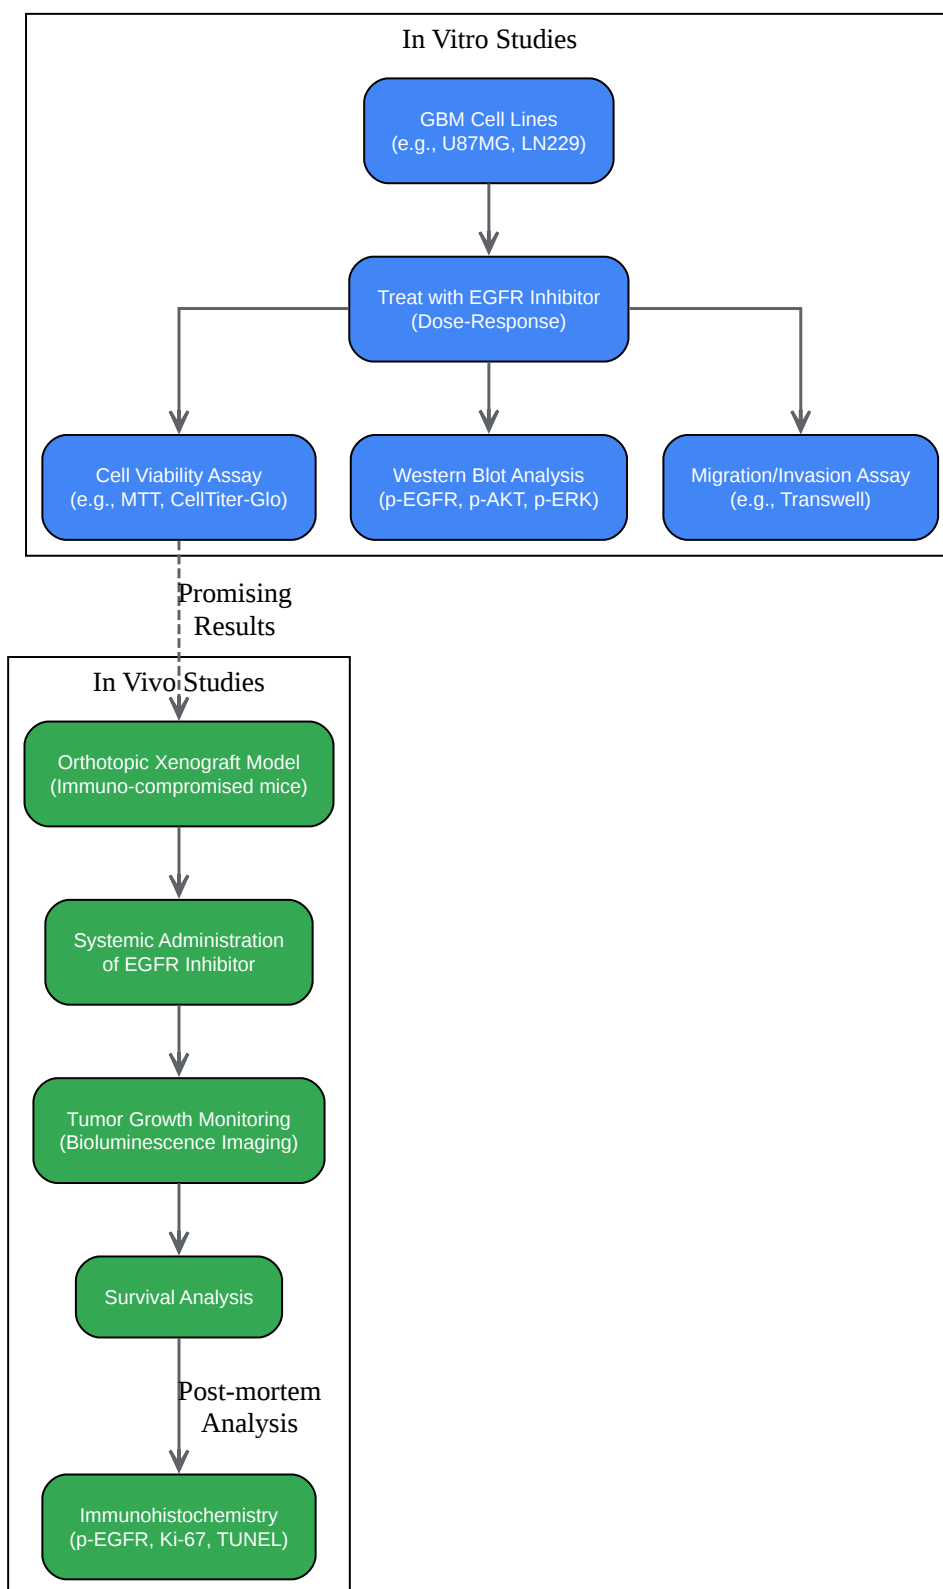 In Vitro Studies
GBM Cell Lines
(e.g., U87MG, LN229)
Treat with EGFR Inhibitor
(Dose-Response)
Cell Viability Assay
(e.g., MTT, CellTiter-Glo)
Western Blot Analysis
(p-EGFR, p-AKT, p-ERK)
Migration/Invasion Assay
(e.g., Transwell)
Promising
Results
In Vivo Studies
Orthotopic Xenograft Model
(Immuno-compromised mice)
Systemic Administration
of EGFR Inhibitor
Tumor Growth Monitoring
(Bioluminescence Imaging)
Survival Analysis
Post-mortem
Analysis
Immunohistochemistry
(p-EGFR, Ki-67, TUNEL)